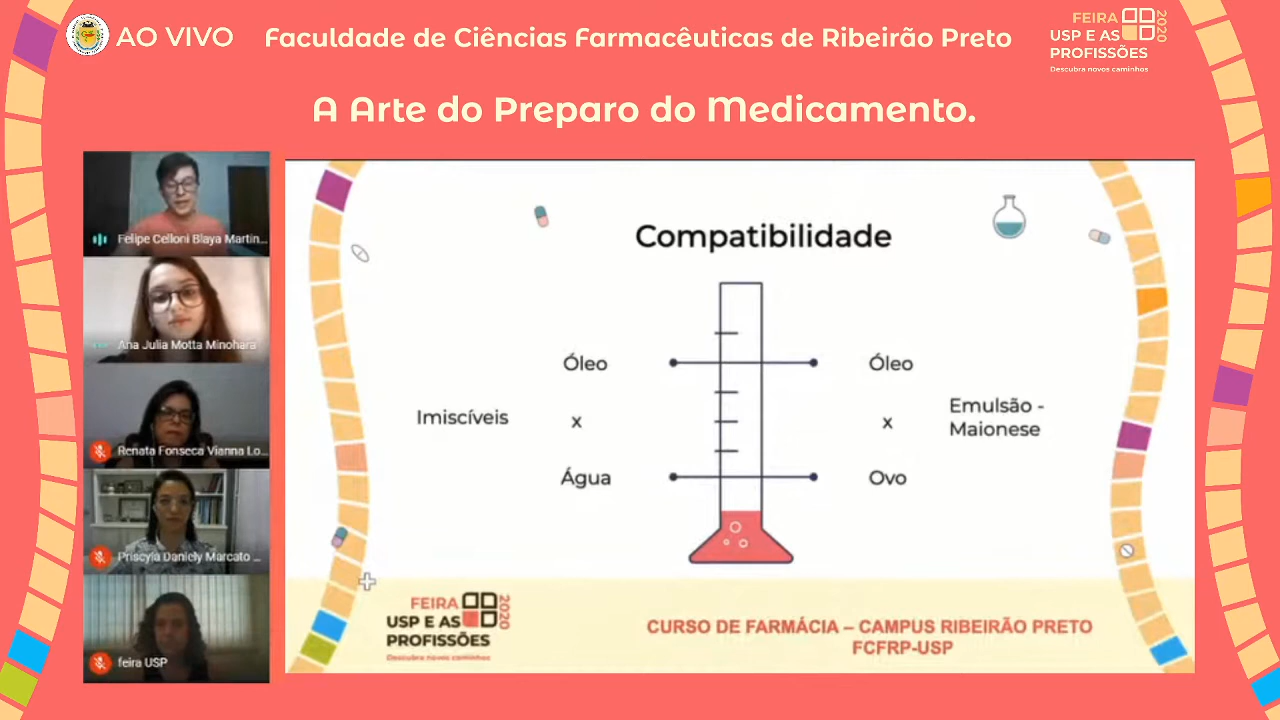 AO VIVO
Faculdade de Ciências Farmacêuticas de Ribeirão Preto
FEIRA
USP E AS
PROFISSÕES
2020
Descubra novos caminhos
A Arte do Preparo do Medicamento.
Felipe Celloni Blaya Martin...
Ana Julia Motta Minohara
Renata Fonseca Vianna Lo...
Priscyla Daniely Marcato ...
feira USP
Compatibilidade
Óleo
Óleo
Imiscíveis
x
x
Emulsão -
Maionese
Água
Ovo
FEIRA
USP E AS
PROFISSÕES
2020
Descubra novos caminhos
CURSO DE FARMÁCIA – CAMPUS RIBEIRÃO PRETO
FCFRP-USP